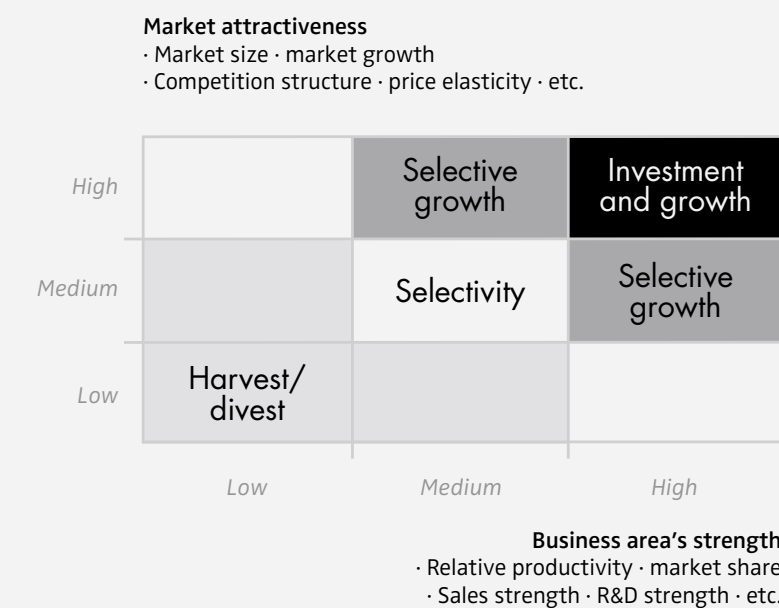 Market attractiveness
· Market size · market growth
· Competition structure · price elasticity · etc.
High
Selective
growth
Investment
and growth
Medium
Selectivity
Selective
growth
Low
Harvest/
divest
Low
Medium
High
Business area's strength
· Relative productivity · market share
· Sales strength · R&D strength · etc.